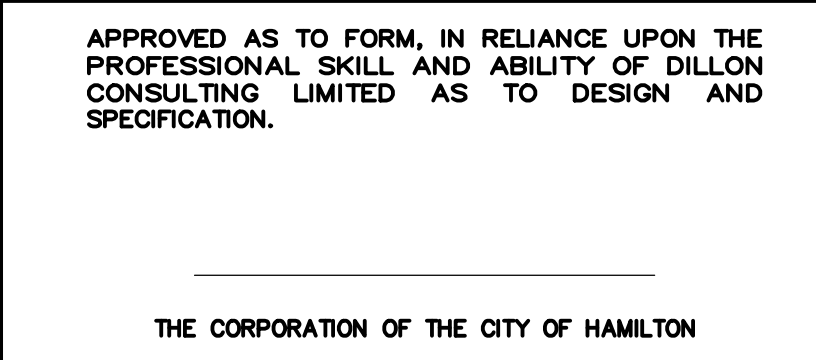 APPROVED AS TO FORM, IN RELIANCE UPON THE
PROFESSIONAL SKILL AND ABILITY OF DILLON
CONSULTING LIMITED AS TO DESIGN AND
SPECIFICATION.
THE CORPORATION OF THE CITY OF HAMILTON